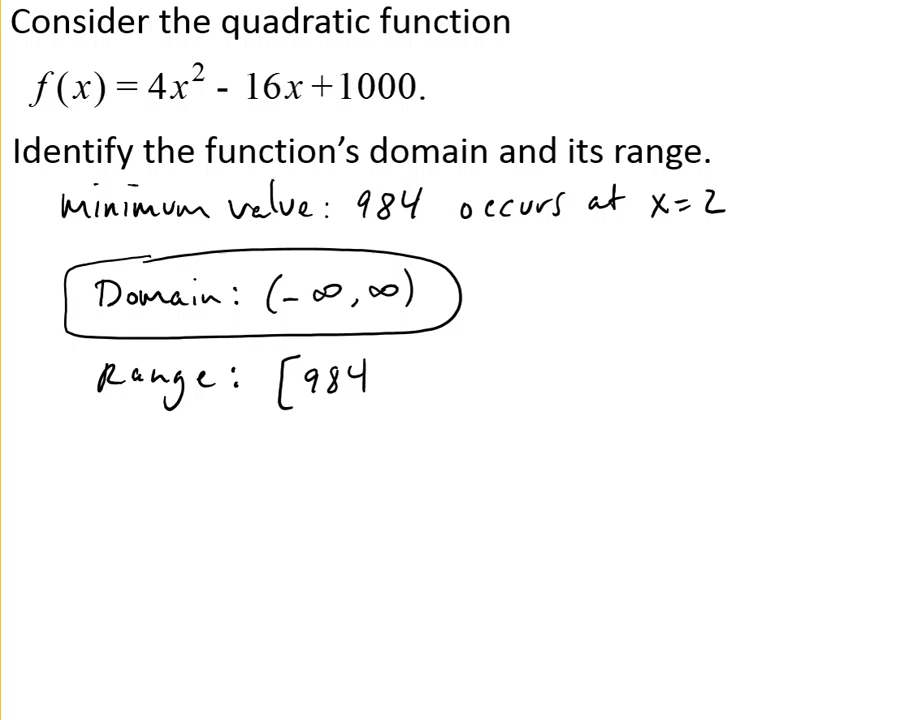 Consider the quadratic function
f(x) = 4x² - 16x+1000.
Identify the function's domain and its range.
minimum value: 984 occurs at x=2
Domain: (-∞,∞)
Range: [984